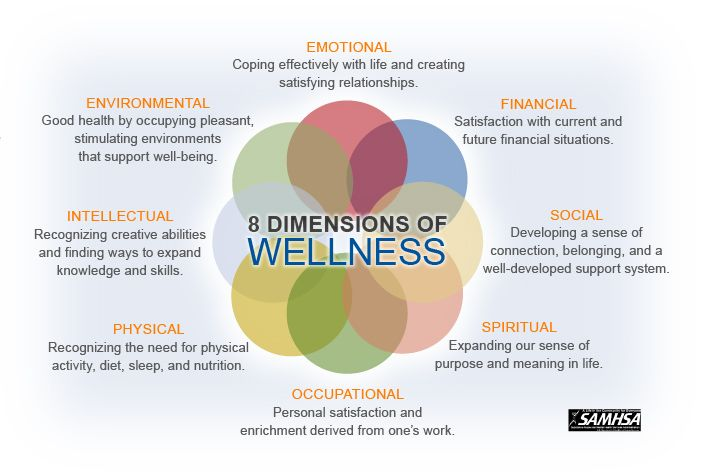 EMOTIONAL
Coping effectively with life and creating
satisfying relationships.
FINANCIAL
Satisfaction with current and
future financial situations.
SOCIAL
Developing a sense of
connection, belonging, and a
well-developed support system.
SPIRITUAL
Expanding our sense of
purpose and meaning in life.
OCCUPATIONAL
Personal satisfaction and
enrichment derived from one's work.
PHYSICAL
Recognizing the need for physical
activity, diet, sleep, and nutrition.
INTELLECTUAL
Recognizing creative abilities
and finding ways to expand
knowledge and skills.
ENVIRONMENTAL
Good health by occupying pleasant,
stimulating environments
that support well-being.
8 DIMENSIONS OF
WELLNESS
SAMHSA